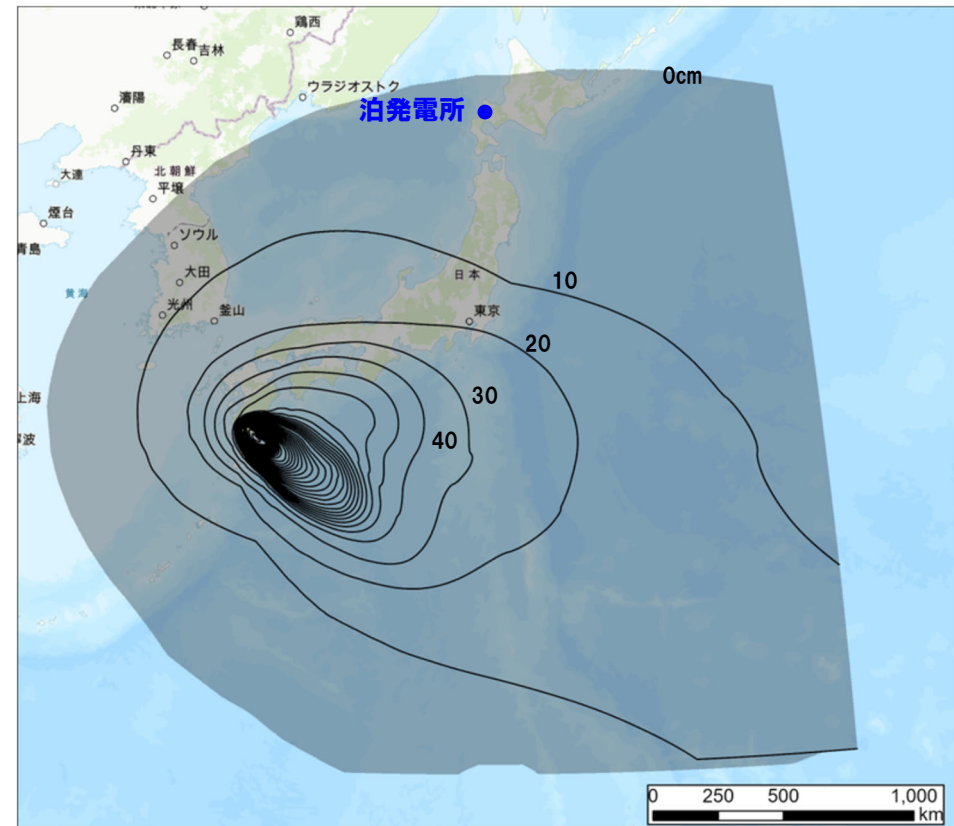 鶏西
長春
吉林
ウラジオストク
0cm
瀋陽
泊発電所
丹東
大連
北朝鮮
平壌
煙台
ソウル
青島
大田
日本
10
黄海
光州
釜山
東京
20
上海
30
寧波
40
0 250 500 1,000
km